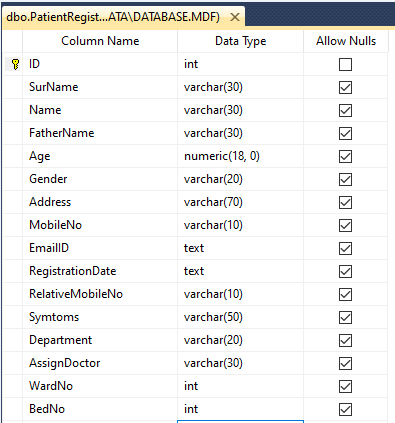 dbo.PatientRegist...ATA\DATABASE.MDF)
Column Name Data Type Allow Nulls
ID int
SurName varchar(30)
Name varchar(30)
FatherName varchar(30)
Age numeric(18, 0)
Gender varchar(20)
Address varchar(70)
MobileNo varchar(10)
EmailID text
RegistrationDate text
RelativeMobileNo varchar(10)
Symtoms varchar(50)
Department varchar(20)
AssignDoctor varchar(30)
WardNo int
BedNo int